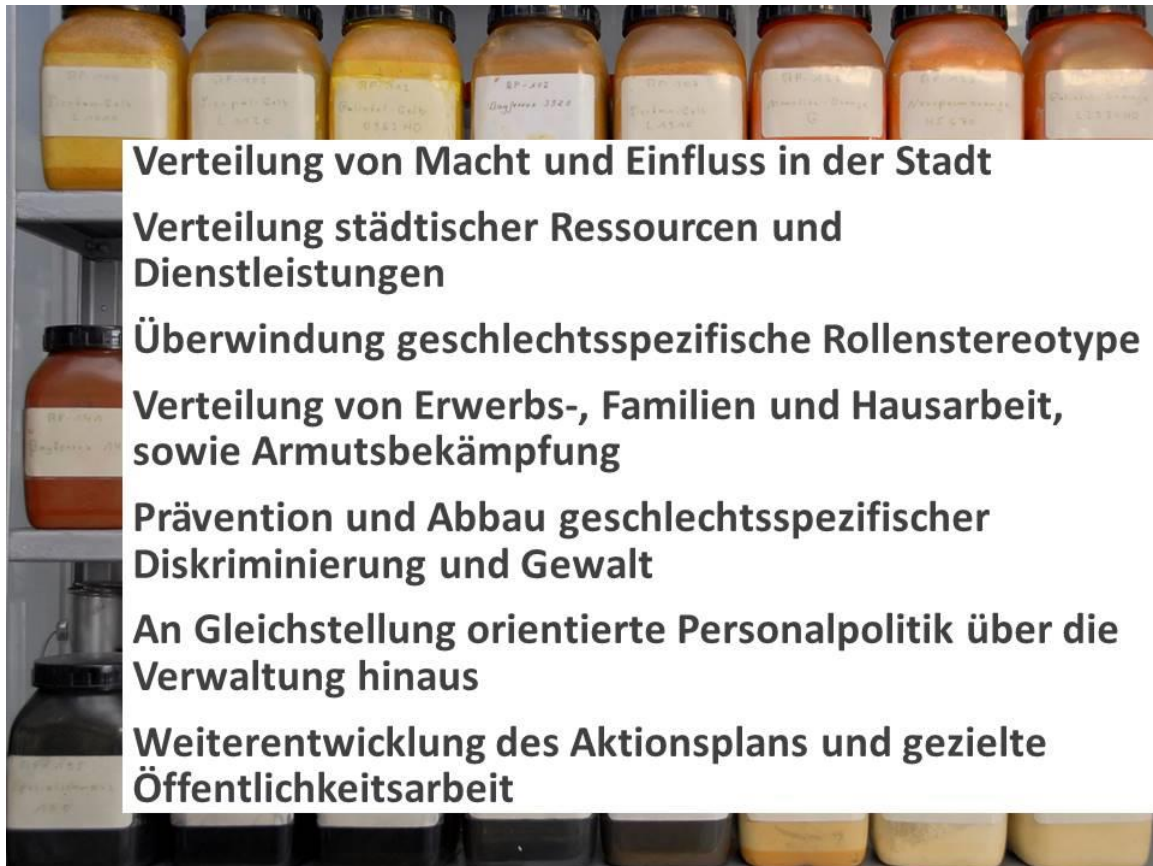 Verteilung von Macht und Einfluss in der Stadt
Verteilung städtischer Ressourcen und
Dienstleistungen
Überwindung geschlechtsspezifische Rollenstereotype
Verteilung von Erwerbs-, Familien und Hausarbeit,
sowie Armutsbekämpfung
Prävention und Abbau geschlechtsspezifischer
Diskriminierung und Gewalt
An Gleichstellung orientierte Personalpolitik über die
Verwaltung hinaus
Weiterentwicklung des Aktionsplans und gezielte
Öffentlichkeitsarbeit